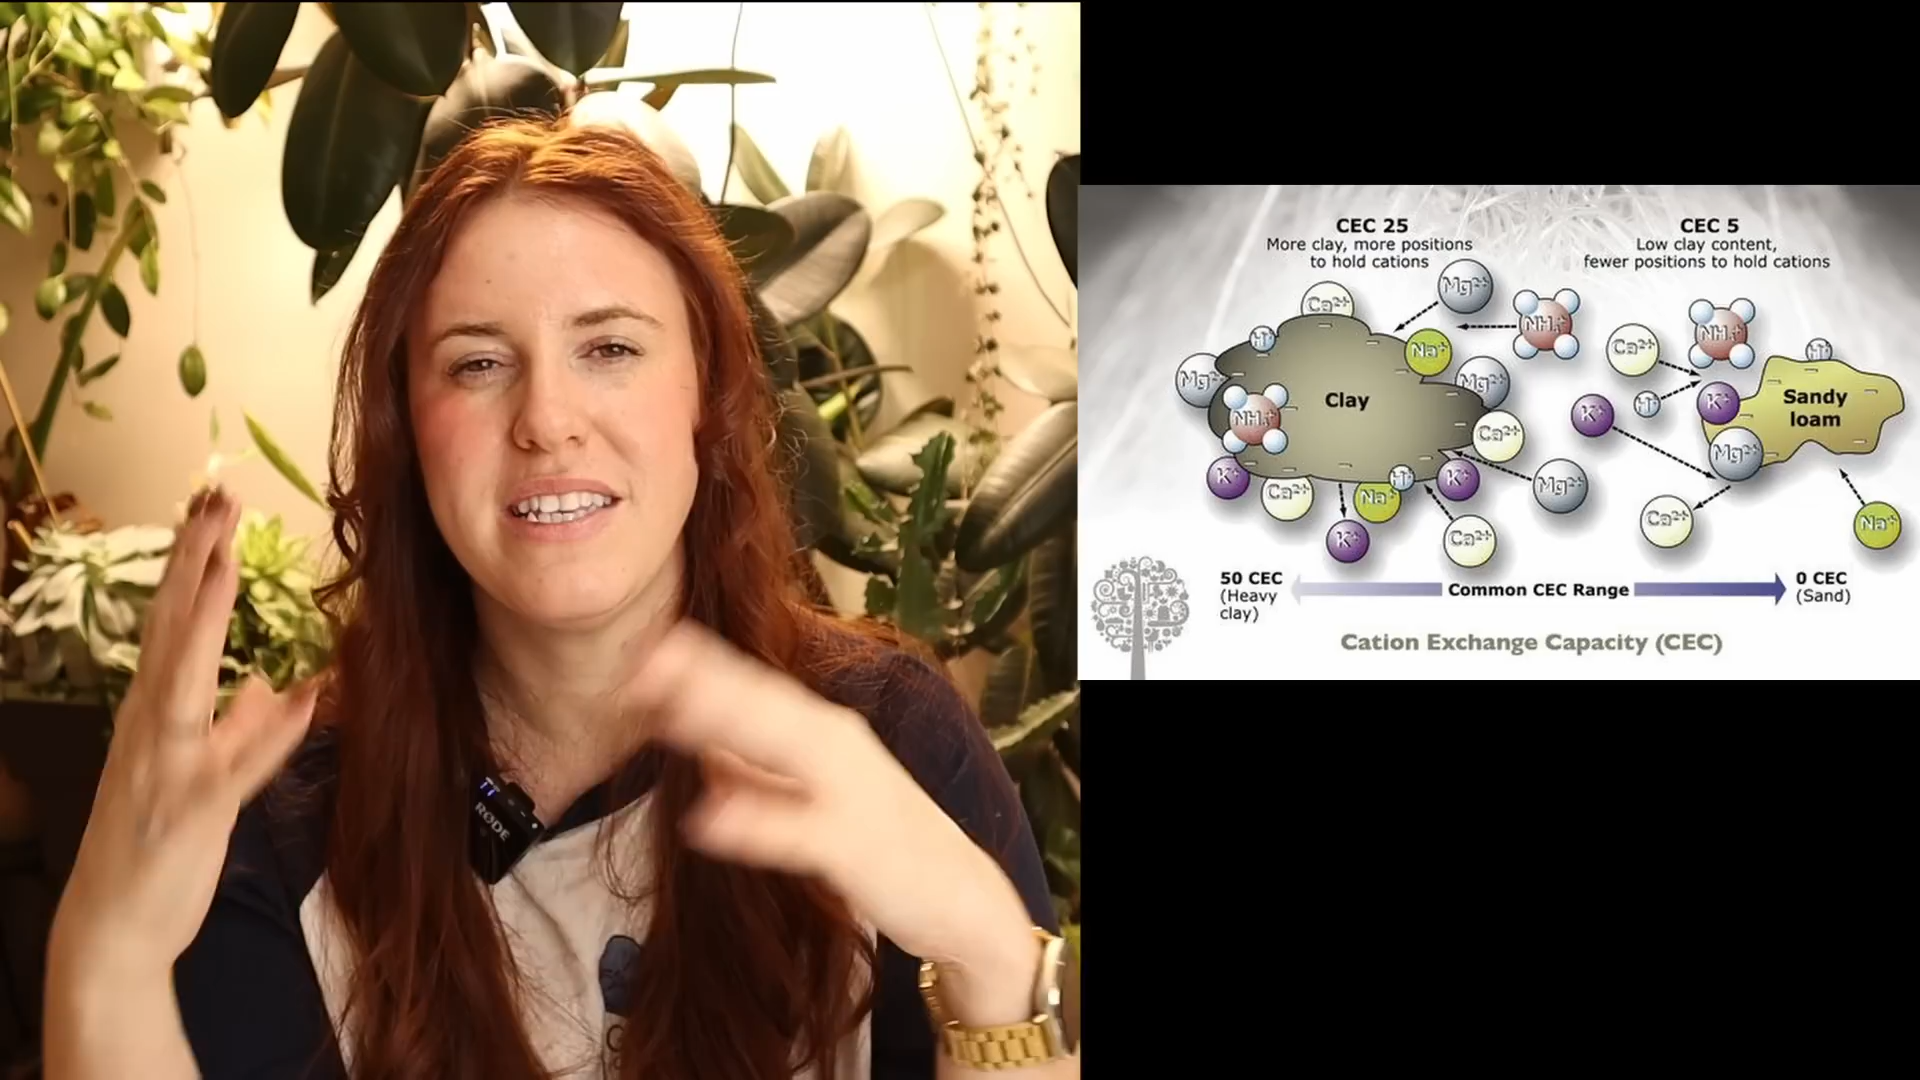 RØDE
CEC 25
More clay, more positions
to hold cations
CEC 5
Low clay content,
fewer positions to hold cations
Mg²⁺
Ca²⁺
NH₄⁺
NH₄⁺
H⁺
Na⁺
Ca²⁺
H⁺
Mg²⁺
Mg²⁺
Clay
K⁺
H⁺
K⁺
Sandy
loam
NH₄⁺
Ca²⁺
Mg²⁺
K⁺
Ca²⁺
Na⁺
H⁺
K⁺
Mg²⁺
Ca²⁺
Na⁺
K⁺
Ca²⁺
50 CEC
(Heavy
clay)
Common CEC Range
0 CEC
(Sand)
Cation Exchange Capacity (CEC)